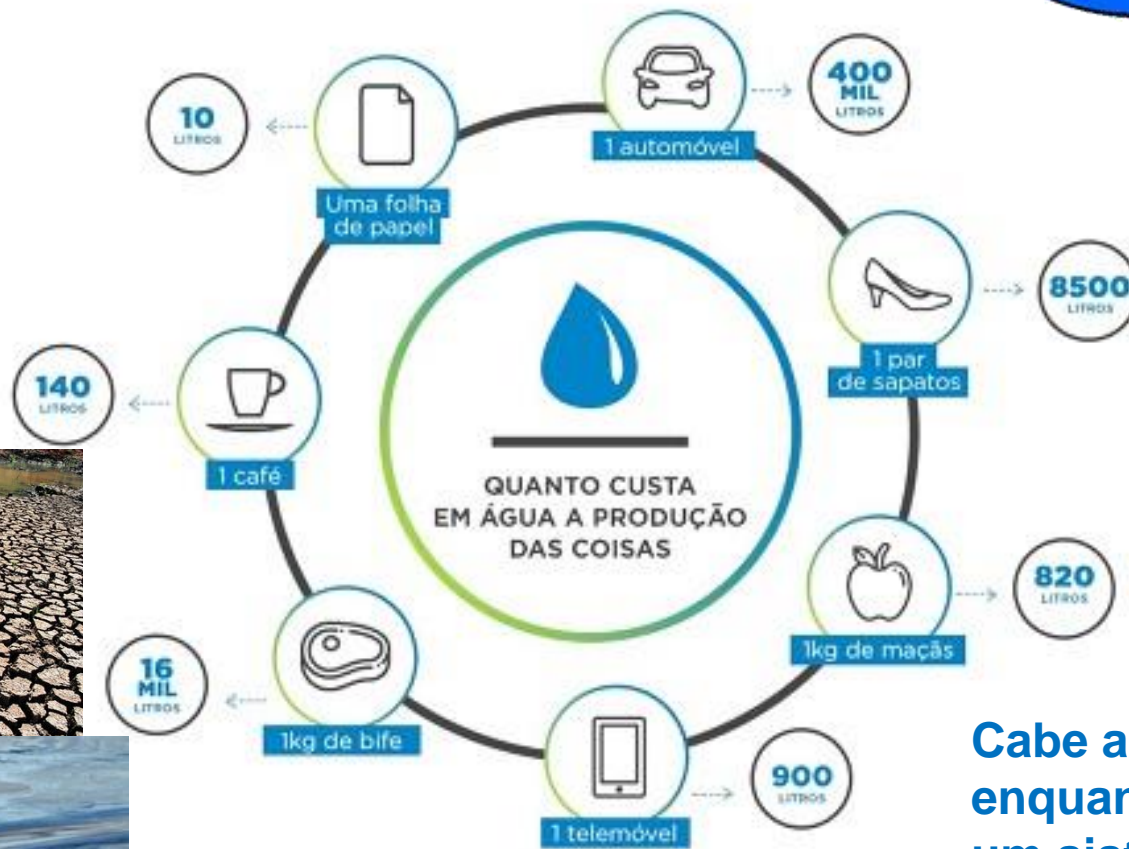 400
MIL
LITROS
1 automóvel
10
LITROS
Uma folha
de papel
8500
LITROS
1 par
de sapatos
140
LITROS
1 café
QUANTO CUSTA
EM ÁGUA A PRODUÇÃO
DAS COISAS
820
LITROS
1kg de maçãs
16
MIL
LITROS
1kg de bife
900
LITROS
1 telemóvel
Cabe a